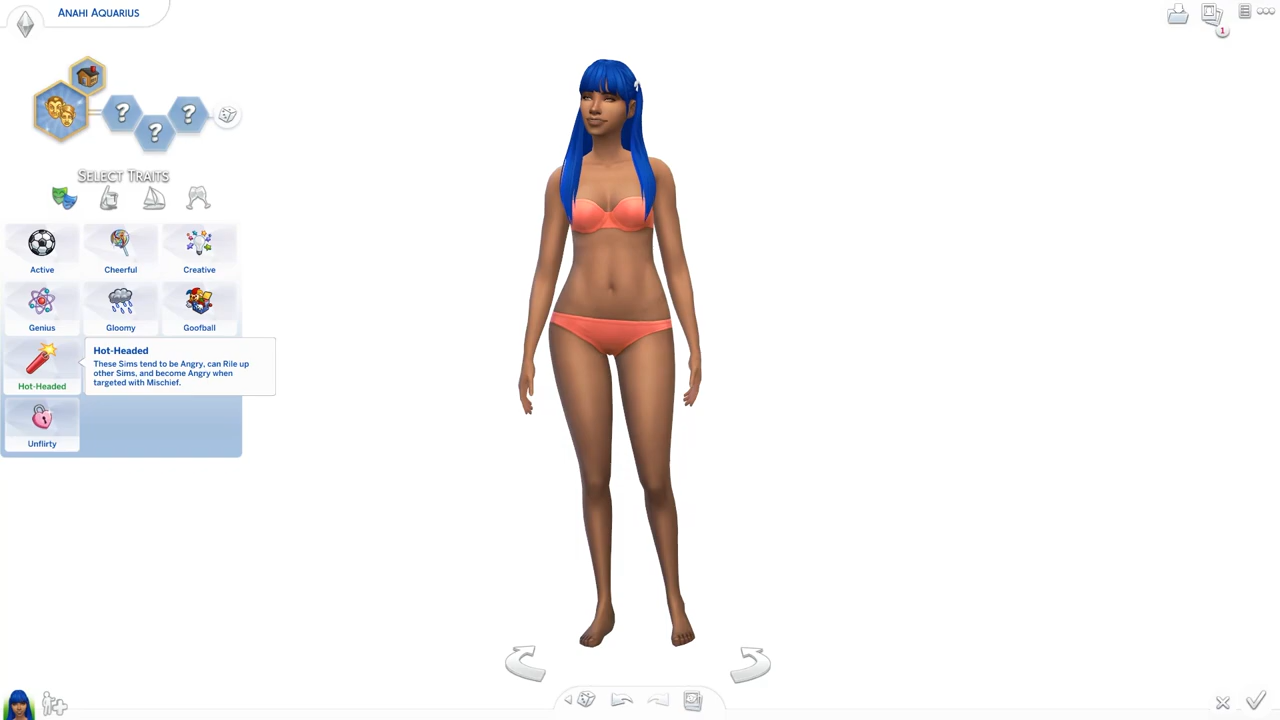 Anahi Aquarius
1
? ? ?
Select Traits
Active Cheerful Creative
Genius Gloomy Goofball
Hot-Headed
These Sims tend to be Angry, can Rile up
other Sims, and become Angry when
targeted with Mischief.
Hot-Headed
Unflirty